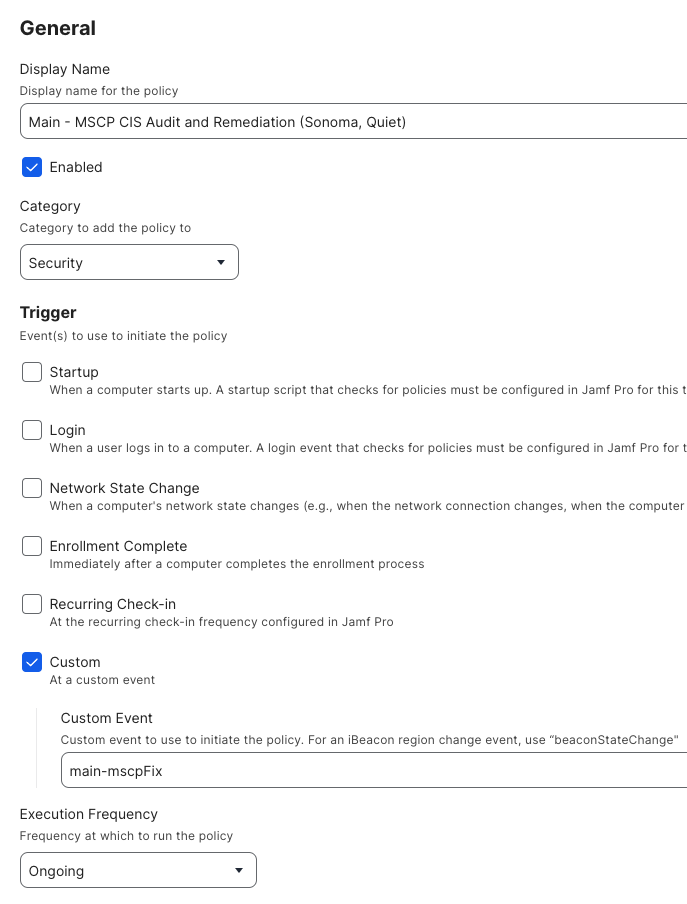 General
Display Name
Display name for the policy
Main - MSCP CIS Audit and Remediation (Sonoma, Quiet)
Enabled
Category
Category to add the policy to
Security
Trigger
Event(s) to use to initiate the policy
Startup
When a computer starts up. A startup script that checks for policies must be configured in Jamf Pro for this t
Login
When a user logs in to a computer. A login event that checks for policies must be configured in Jamf Pro for t
Network State Change
When a computer's network state changes (e.g., when the network connection changes, when the computer
Enrollment Complete
Immediately after a computer completes the enrollment process
Recurring Check-in
At the recurring check-in frequency configured in Jamf Pro
Custom
At a custom event
Custom Event
Custom event to use to initiate the policy. For an iBeacon region change event, use “beaconStateChange"
main-mscpFix
Execution Frequency
Frequency at which to run the policy
Ongoing